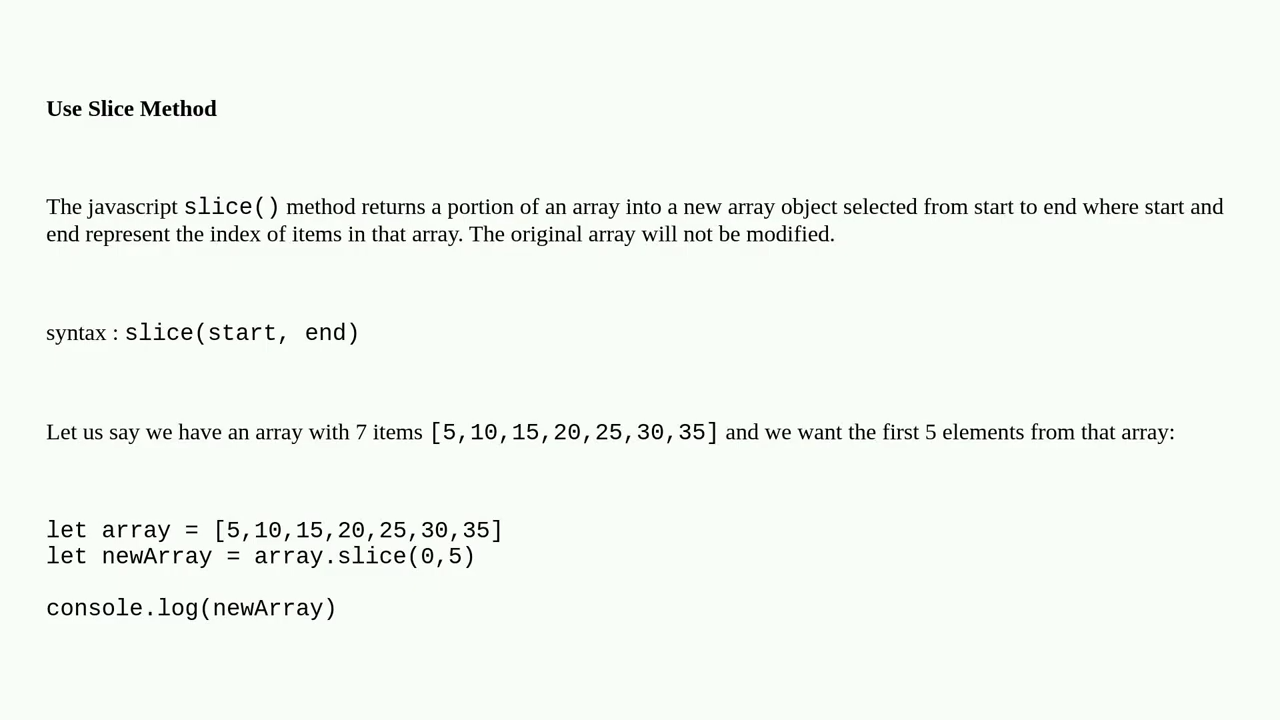 Use Slice Method
The javascript slice() method returns a portion of an array into a new array object selected from start to end where start and
end represent the index of items in that array. The original array will not be modified.
syntax : slice(start, end)
Let us say we have an array with 7 items [5,10,15,20,25,30,35] and we want the first 5 elements from that array:
let array = [5,10,15,20,25,30,35]
let newArray = array.slice(0,5)
console.log(newArray)